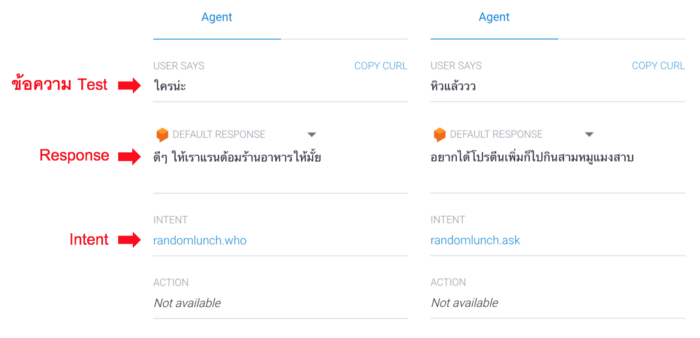 Agent Agent
USER SAYS COPY CURL USER SAYS COPY CURL
ข้อความ Test ใครน่ะ หิวแล้ววว
DEFAULT RESPONSE DEFAULT RESPONSE
Response ดีๆ ให้เราแรนด้อมร้านอาหารให้มั้ย อยากได้โปรตีนเพิ่มก็ไปกินสามหมูแมงสาบ
INTENT INTENT
Intent randomlunch.who randomlunch.ask
ACTION ACTION
Not available Not available